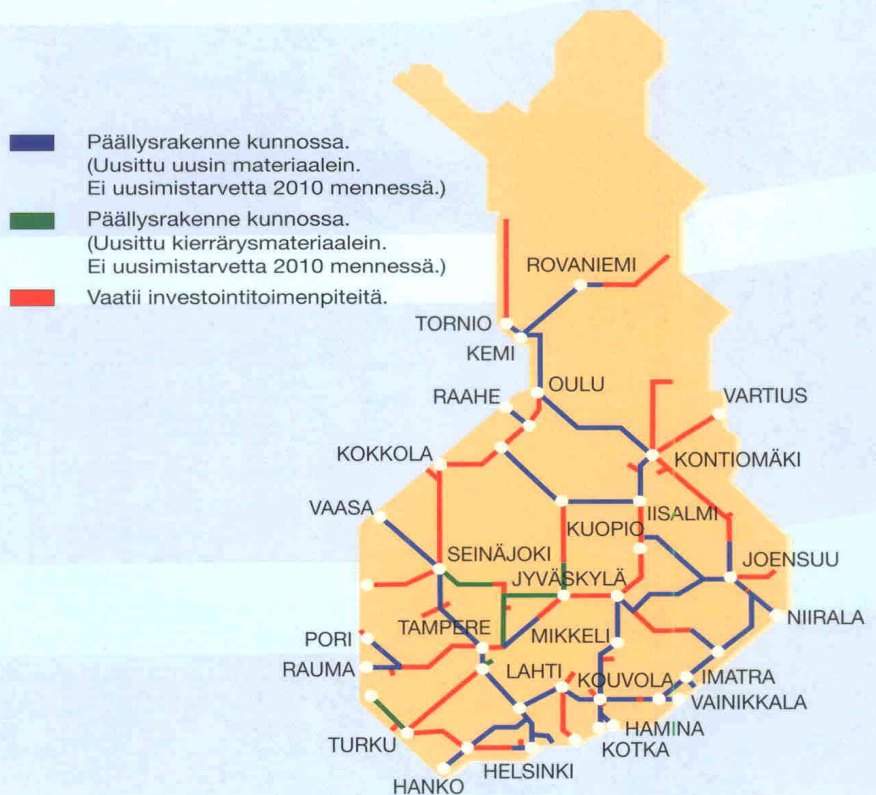 Päällysrakenne kunnossa.
(Uusittu uusin materiaalein.
Ei uusimistarvetta 2010 mennessä.)
Päällysrakenne kunnossa.
(Uusittu kierrärysmateriaalein.
Ei uusimistarvetta 2010 mennessä.)
Vaatii investointitoimenpiteitä.
ROVANIEMI
TORNIO
KEMI
OULU
RAAHE
VARTIUS
KOKKOLA
KONTIOMÄKI
VAASA
IISALMI
KUOPIO
SEINÄJOKI
JOENSUU
JYVÄSKYLÄ
NIIRALA
TAMPERE
MIKKELI
PORI
RAUMA
LAHTI
KOUVOLA
IMATRA
VAINIKKALA
HAMINA
TURKU
KOTKA
HELSINKI
HANKO